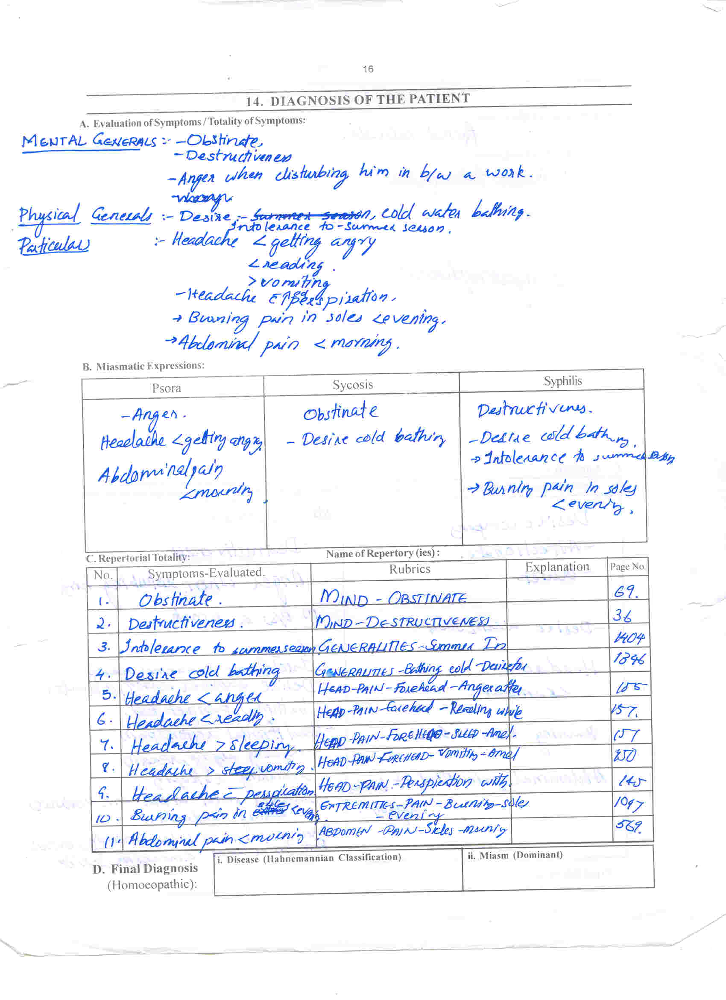 16
14. DIAGNOSIS OF THE PATIENT
A. Evaluation of Symptoms / Totality of Symptoms:
MENTAL GENERALS :- - Obstinate,
- Destructiveness
- Anger when disturbing him in b/w a work.
Physical Generals :- Desire :- Summer season, cold water bathing.
Intolerance to - summer season.
Particulars :- Headache < getting angry
< reading.
> vomiting
- Headache c̄ perspiration.
→ Burning pain in soles < evening.
→ Abdominal pain < morning.
B. Miasmatic Expressions:
Psora Sycosis Syphilis
- Anger. Obstinate Destructivenes.
Headache < getting angry - Desire cold bathing - Desire cold bathing.
→ Intolerance to summer season
Abdominal pain
< morning → Burning pain in soles
< evening.
C. Repertorial Totality: Name of Repertory (ies) :
No. Symptoms-Evaluated. Rubrics Explanation Page No.
1. Obstinate. MIND - OBSTINATE 69.
2. Destructiveness. MIND - DESTRUCTIVENESS 36
3. Intolerance to summer season. GENERALITIES - Summer In 1404
4. Desire cold bathing GENERALITIES - Bathing cold - Desire for 1346
5. Headache < anger HEAD - PAIN - Forehead - Anger after 155
6. Headache < reading. HEAD - PAIN - forehead - Reading while 157.
7. Headache > sleeping. HEAD - PAIN - FOREHEAD - SLEEP - Amel. 157
8. Headache > sleep vomiting. HEAD - PAIN FOREHEAD - Vomiting - Amel 250
9. Headache c̄ perspiration. HEAD - PAIN - Perspiration with. 145
10. Burning pain in soles < evening. EXTREMITIES - PAIN - Burning - soles 1097
- evening
11. Abdominal pain < morning ABDOMEN - PAIN - Sides - morning 569.
D. Final Diagnosis i. Disease (Hahnemannian Classification) ii. Miasm (Dominant)
(Homoeopathic):